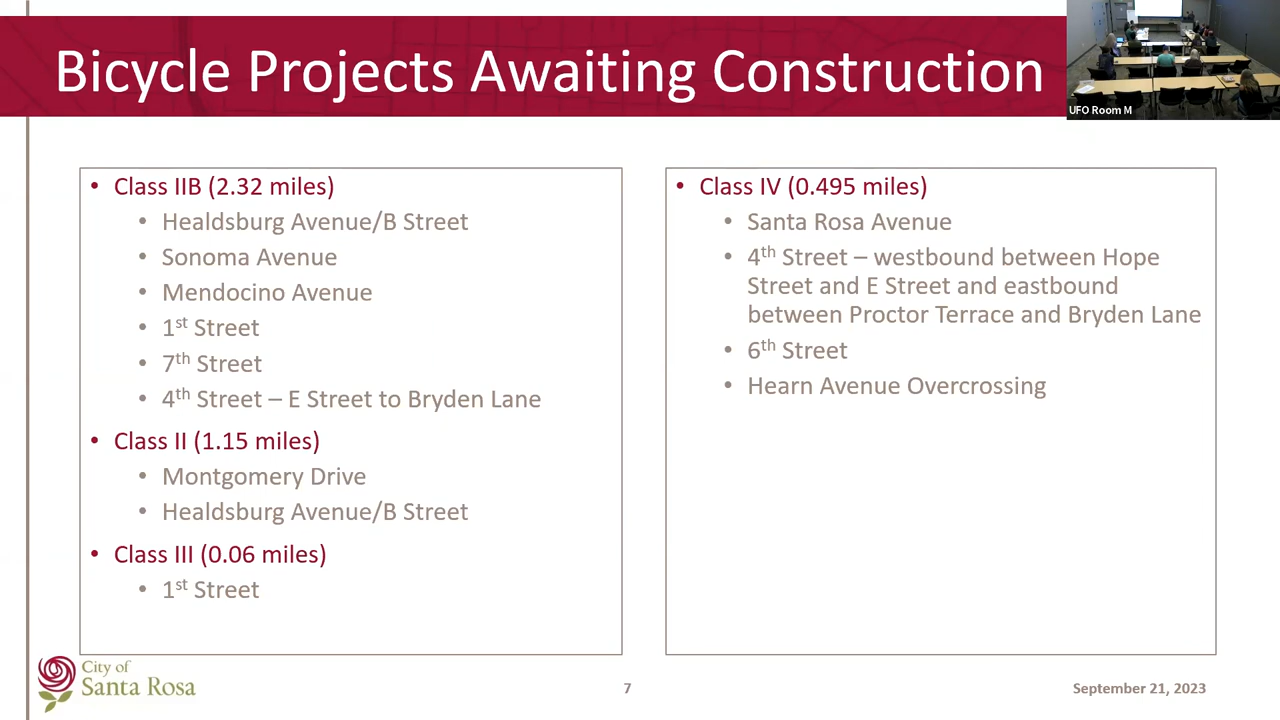 Bicycle Projects Awaiting Construction
UFO Room M
• Class IIB (2.32 miles)
• Healdsburg Avenue/B Street
• Sonoma Avenue
• Mendocino Avenue
• 1st Street
• 7th Street
• 4th Street – E Street to Bryden Lane
• Class II (1.15 miles)
• Montgomery Drive
• Healdsburg Avenue/B Street
• Class III (0.06 miles)
• 1st Street
• Class IV (0.495 miles)
• Santa Rosa Avenue
• 4th Street – westbound between Hope
Street and E Street and eastbound
between Proctor Terrace and Bryden Lane
• 6th Street
• Hearn Avenue Overcrossing
City of
Santa Rosa
7
September 21, 2023